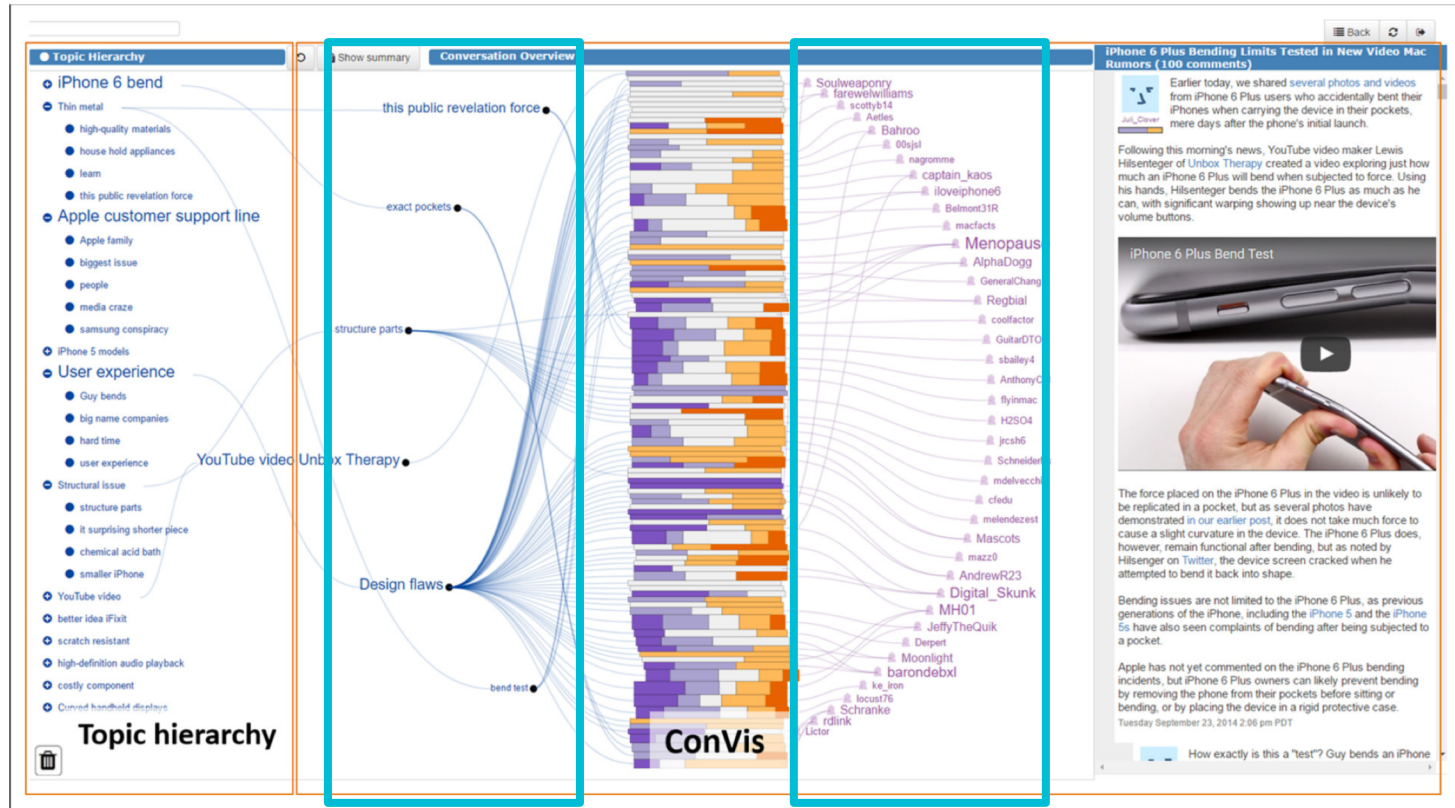 Back
Topic Hierarchy
Show summary
Conversation Overview
iPhone 6 Plus Bending Limits Tested in New Video Mac
Rumors (100 comments)
iPhone 6 bend
Thin metal
high-quality materials
house hold appliances
learn
this public revelation force
Apple customer support line
Apple family
biggest issue
people
media craze
samsung conspiracy
iPhone 5 models
User experience
Guy bends
big name companies
hard time
user experience
Structural issue
structure parts
it surprising shorter piece
chemical acid bath
smaller iPhone
YouTube video
better idea iFixit
scratch resistant
high-definition audio playback
costly component
Curved handheld displays
Topic hierarchy
this public revelation force
exact pockets
structure parts
YouTube video Unbox Therapy
Design flaws
bend test
ConVis
Soulweaponry
farewelwilliams
scottyb14
Aetles
Bahroo
00sjsl
nagromme
captain_kaos
iloveiphone6
Belmont31R
macfacts
Menopaus
AlphaDogg
GeneralChang
Regbial
coolfactor
GuitarDTO
sbailey4
AnthonyC
flyinmac
H2SO4
jrcsh6
Schneider
mdelvecchi
cfedu
melendezest
Mascots
mazz0
AndrewR23
Digital_Skunk
MH01
JeffyTheQuik
Derpert
Moonlight
barondebxl
ke_iron
locust76
Schranke
rdlink
Lictor
Juli_Clover
Earlier today, we shared several photos and videos
from iPhone 6 Plus users who accidentally bent their
iPhones when carrying the device in their pockets,
mere days after the phone's initial launch.
Following this morning's news, YouTube video maker Lewis
Hilsenteger of Unbox Therapy created a video exploring just how
much an iPhone 6 Plus will bend when subjected to force. Using
his hands, Hilsenteger bends the iPhone 6 Plus as much as he
can, with significant warping showing up near the device's
volume buttons.
iPhone 6 Plus Bend Test
The force placed on the iPhone 6 Plus in the video is unlikely to
be replicated in a pocket, but as several photos have
demonstrated in our earlier post, it does not take much force to
cause a slight curvature in the device. The iPhone 6 Plus does,
however, remain functional after bending, but as noted by
Hilsenger on Twitter, the device screen cracked when he
attempted to bend it back into shape.
Bending issues are not limited to the iPhone 6 Plus, as previous
generations of the iPhone, including the iPhone 5 and the iPhone
5s have also seen complaints of bending after being subjected to
a pocket.
Apple has not yet commented on the iPhone 6 Plus bending
incidents, but iPhone 6 Plus owners can likely prevent bending
by removing the phone from their pockets before sitting or
bending, or by placing the device in a rigid protective case.
Tuesday September 23, 2014 2:06 pm PDT
How exactly is this a "test"? Guy bends an iPhone